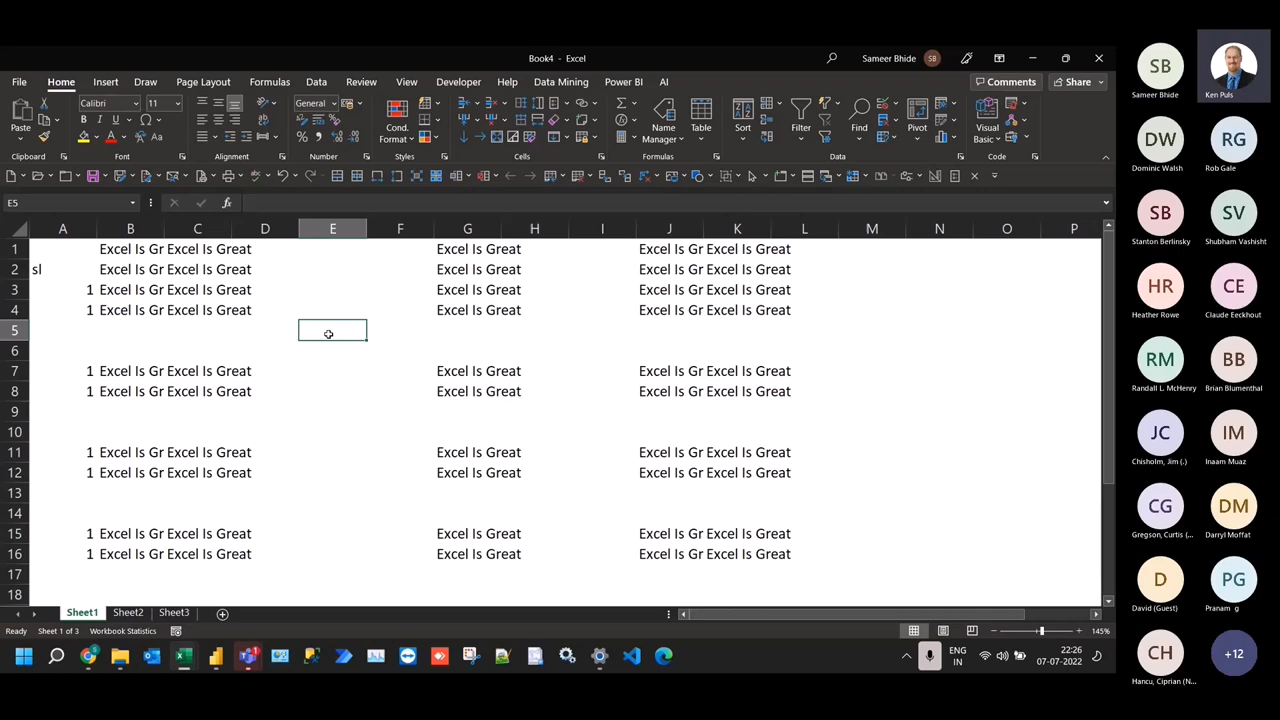 Book4 - Excel
Sameer Bhide SB
File Home Insert Draw Page Layout Formulas Data Review View Developer Help Data Mining Power BI AI Comments Share
Calibri 11 General
Paste Cond. Format Name Manager Table Sort Filter Find Pivot Visual Basic
Clipboard Font Alignment Number Styles Cells Formulas Data Code
E5 fx
A B C D E F G H I J K L M N O P
1 Excel Is Gr Excel Is Great Excel Is Great Excel Is Gr Excel Is Great
2 sl Excel Is Gr Excel Is Great Excel Is Great Excel Is Gr Excel Is Great
3 1 Excel Is Gr Excel Is Great Excel Is Great Excel Is Gr Excel Is Great
4 1 Excel Is Gr Excel Is Great Excel Is Great Excel Is Gr Excel Is Great
5
6
7 1 Excel Is Gr Excel Is Great Excel Is Great Excel Is Gr Excel Is Great
8 1 Excel Is Gr Excel Is Great Excel Is Great Excel Is Gr Excel Is Great
9
10
11 1 Excel Is Gr Excel Is Great Excel Is Great Excel Is Gr Excel Is Great
12 1 Excel Is Gr Excel Is Great Excel Is Great Excel Is Gr Excel Is Great
13
14
15 1 Excel Is Gr Excel Is Great Excel Is Great Excel Is Gr Excel Is Great
16 1 Excel Is Gr Excel Is Great Excel Is Great Excel Is Gr Excel Is Great
17
18
Sheet1 Sheet2 Sheet3
Ready Sheet 1 of 3 Workbook Statistics 145%
ENG IN 22:26 07-07-2022
SB
Sameer Bhide Ken Puls
DW RG
Dominic Walsh Rob Gale
SB SV
Stanton Berlinsky Shubham Vashisht
HR CE
Heather Rowe Claude Eeckhout
RM BB
Randall L. McHenry Brian Blumenthal
JC IM
Chisholm, Jim (.) Inaam Muaz
CG DM
Gregson, Curtis (... Darryl Moffat
D PG
David (Guest) Pranam g
CH +12
Hancu, Ciprian (N...